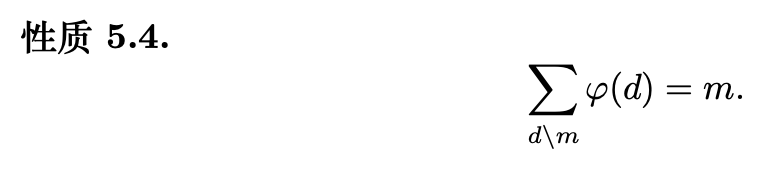 性质 5.4.
∑ φ(d) = m.
d\m